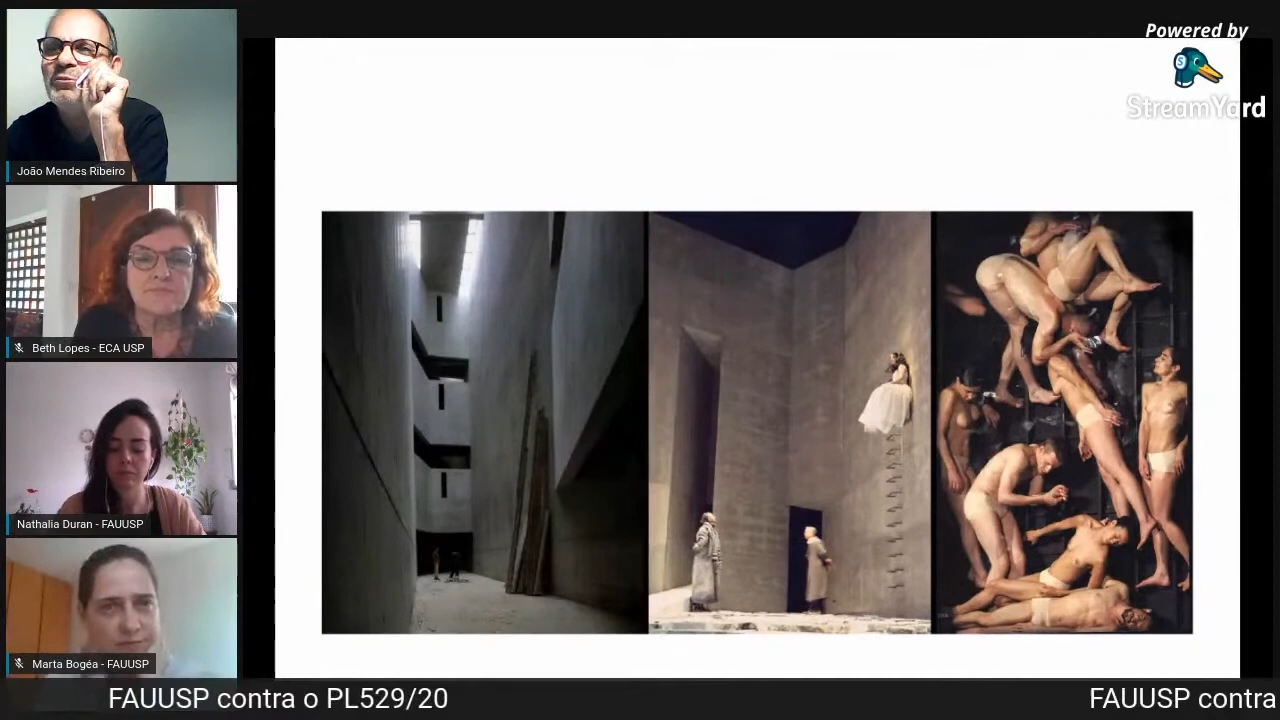 Powered by
StreamYard
João Mendes Ribeiro
Beth Lopes - ECA USP
Nathalia Duran - FAUUSP
Marta Bogéa - FAUUSP
FAUUSP contra o PL529/20
FAUUSP contra